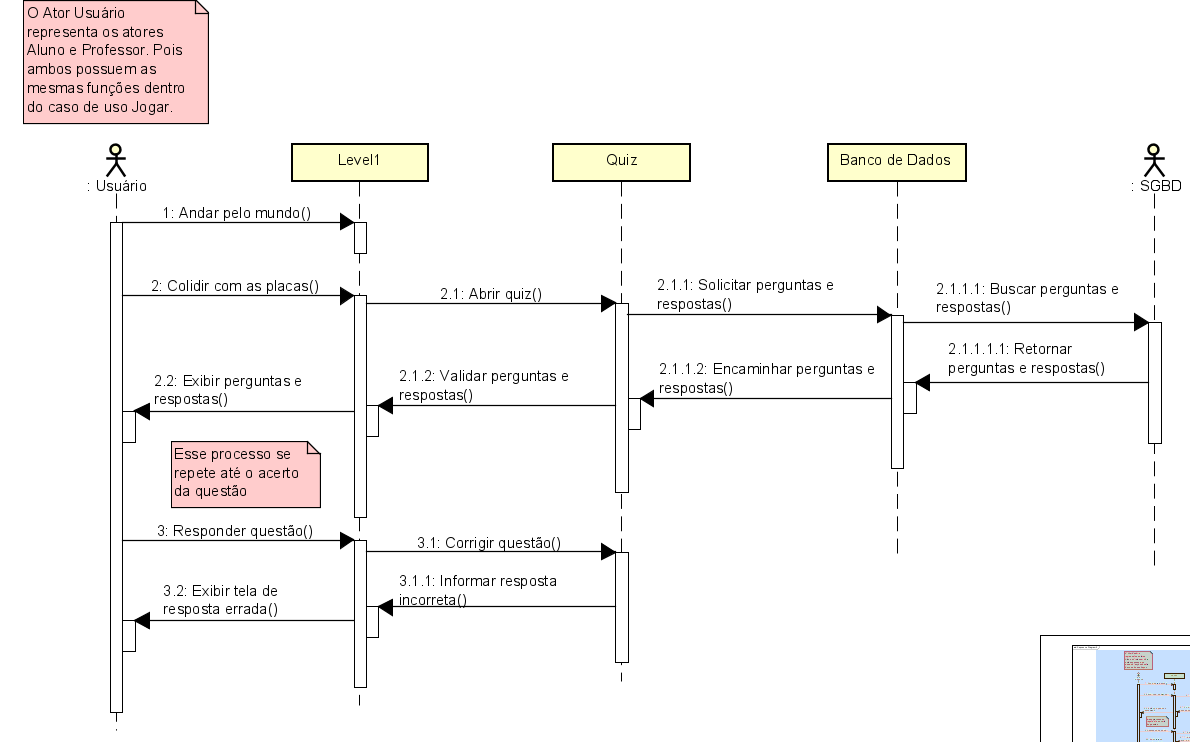 O Ator Usuário
representa os atores
Aluno e Professor. Pois
ambos possuem as
mesmas funções dentro
do caso de uso Jogar.
: Usuário
Level1
Quiz
Banco de Dados
: SGBD
1: Andar pelo mundo()
2: Colidir com as placas()
2.1: Abrir quiz()
2.1.1: Solicitar perguntas e
respostas()
2.1.1.1: Buscar perguntas e
respostas()
2.1.1.1.1: Retornar
perguntas e respostas()
2.1.1.2: Encaminhar perguntas e
respostas()
2.1.2: Validar perguntas e
respostas()
2.2: Exibir perguntas e
respostas()
Esse processo se
repete até o acerto
da questão
3: Responder questão()
3.1: Corrigir questão()
3.1.1: Informar resposta
incorreta()
3.2: Exibir tela de
resposta errada()